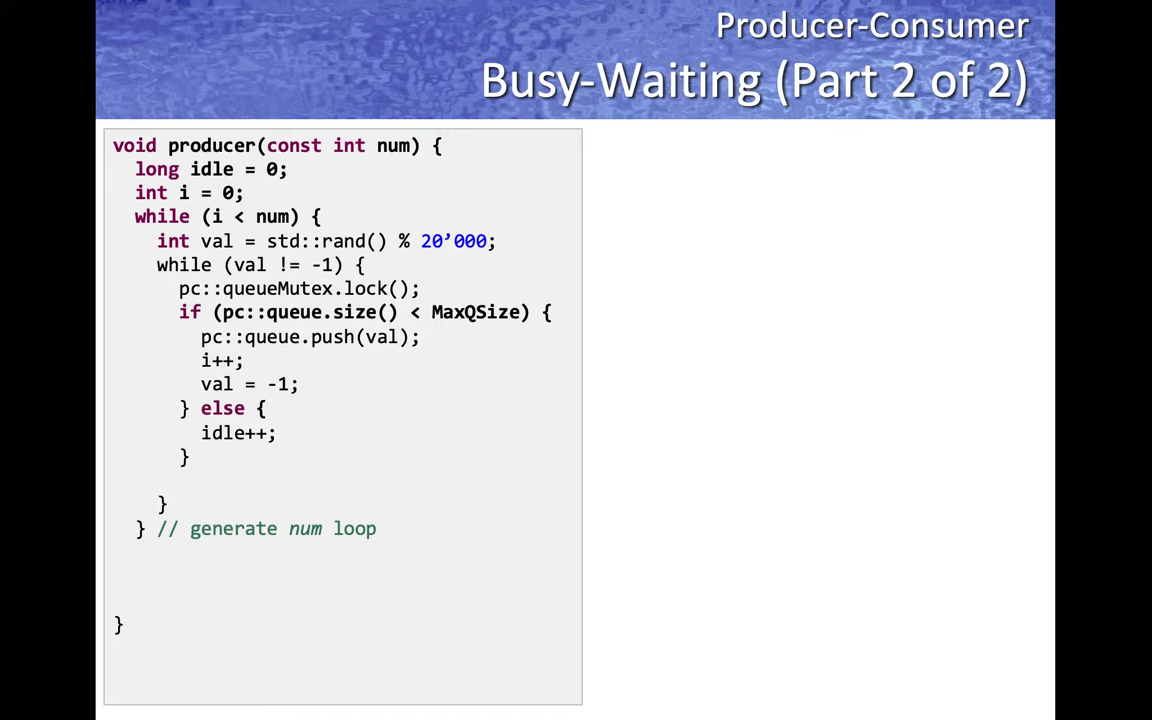 Producer-Consumer
Busy-Waiting (Part 2 of 2)
void producer(const int num) {
  long idle = 0;
  int i = 0;
  while (i < num) {
    int val = std::rand() % 20’000;
    while (val != -1) {
      pc::queueMutex.lock();
      if (pc::queue.size() < MaxQSize) {
        pc::queue.push(val);
        i++;
        val = -1;
      } else {
        idle++;
      }
    }
  } // generate num loop
}